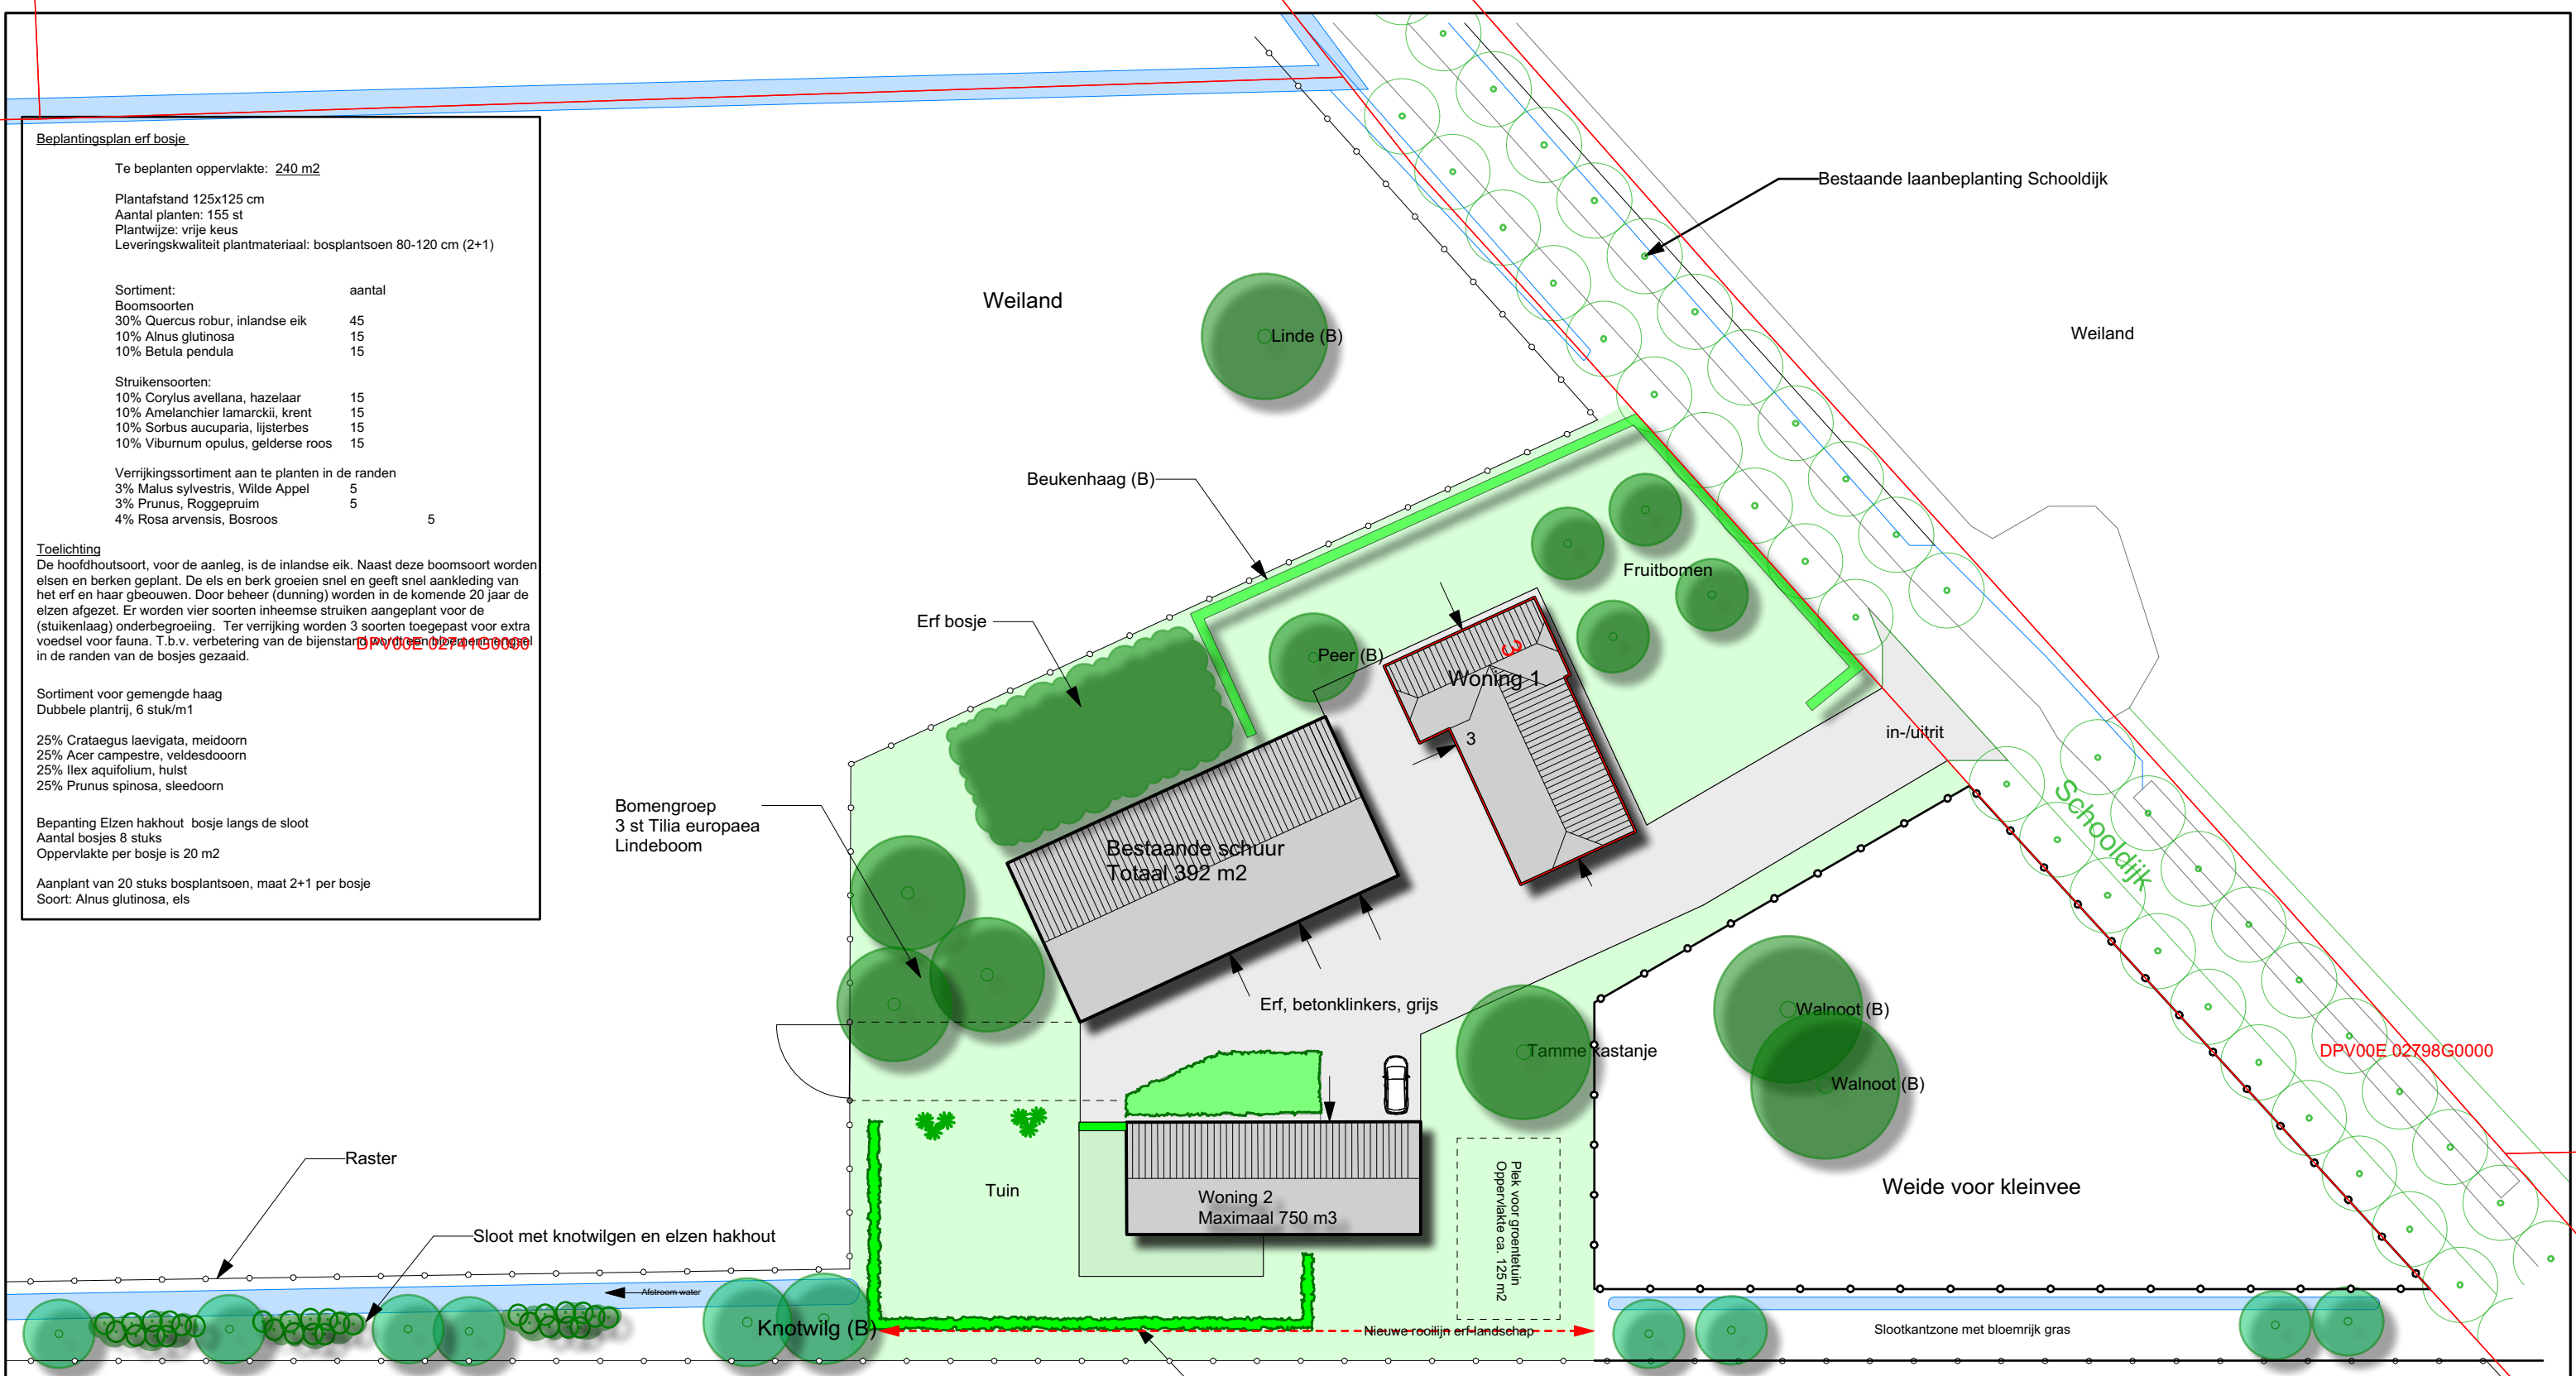 Beplantingsplan erf bosje
Te beplanten oppervlakte: 240 m2
Plantafstand 125x125 cm
Aantal planten: 155 st
Plantwijze: vrije keus
Leveringskwaliteit plantmateriaal: bosplantsoen 80-120 cm (2+1)
Sortiment: aantal
Boomsoorten
30% Quercus robur, inlandse eik 45
10% Alnus glutinosa 15
10% Betula pendula 15
Struikensoorten:
10% Corylus avellana, hazelaar 15
10% Amelanchier lamarckii, krent 15
10% Sorbus aucuparia, lijsterbes 15
10% Viburnum opulus, gelderse roos 15
Verrijkingssortiment aan te planten in de randen
3% Malus sylvestris, Wilde Appel 5
3% Prunus, Roggepruim 5
4% Rosa arvensis, Bosroos 5
Toelichting
De hoofdhoutsoort, voor de aanleg, is de inlandse eik. Naast deze boomsoort worden
elsen en berken geplant. De els en berk groeien snel en geeft snel aankleding van
het erf en haar gbeouwen. Door beheer (dunning) worden in de komende 20 jaar de
elzen afgezet. Er worden vier soorten inheemse struiken aangeplant voor de
(stuikenlaag) onderbegroeiing. Ter verrijking worden 3 soorten toegepast voor extra
voedsel voor fauna. T.b.v. verbetering van de bijenstand wordt een bloemenmengsel
DPV00E 02741G0000
in de randen van de bosjes gezaaid.
Sortiment voor gemengde haag
Dubbele plantrij, 6 stuk/m1
25% Crataegus laevigata, meidoorn
25% Acer campestre, veldesdooorn
25% Ilex aquifolium, hulst
25% Prunus spinosa, sleedoorn
Bepanting Elzen hakhout bosje langs de sloot
Aantal bosjes 8 stuks
Oppervlakte per bosje is 20 m2
Aanplant van 20 stuks bosplantsoen, maat 2+1 per bosje
Soort: Alnus glutinosa, els
Bestaande laanbeplanting Schooldijk
Weiland
Linde (B)
Weiland
Beukenhaag (B)
Fruitbomen
Erf bosje
Peer (B)
3
Woning 1
3
in-/uitrit
Schooldijk
Bomengroep
3 st Tilia europaea
Lindeboom
Bestaande schuur
Totaal 392 m2
Erf, betonklinkers, grijs
Walnoot (B)
Tamme kastanje
DPV00E 02798G0000
Walnoot (B)
Raster
Tuin
Woning 2
Maximaal 750 m3
Plek voor groentetuin
Oppervlakte ca. 125 m2
Weide voor kleinvee
Sloot met knotwilgen en elzen hakhout
Afstroom water
Knotwilg (B)
Nieuwe rooilijn erf-landschap
Slootkantzone met bloemrijk gras